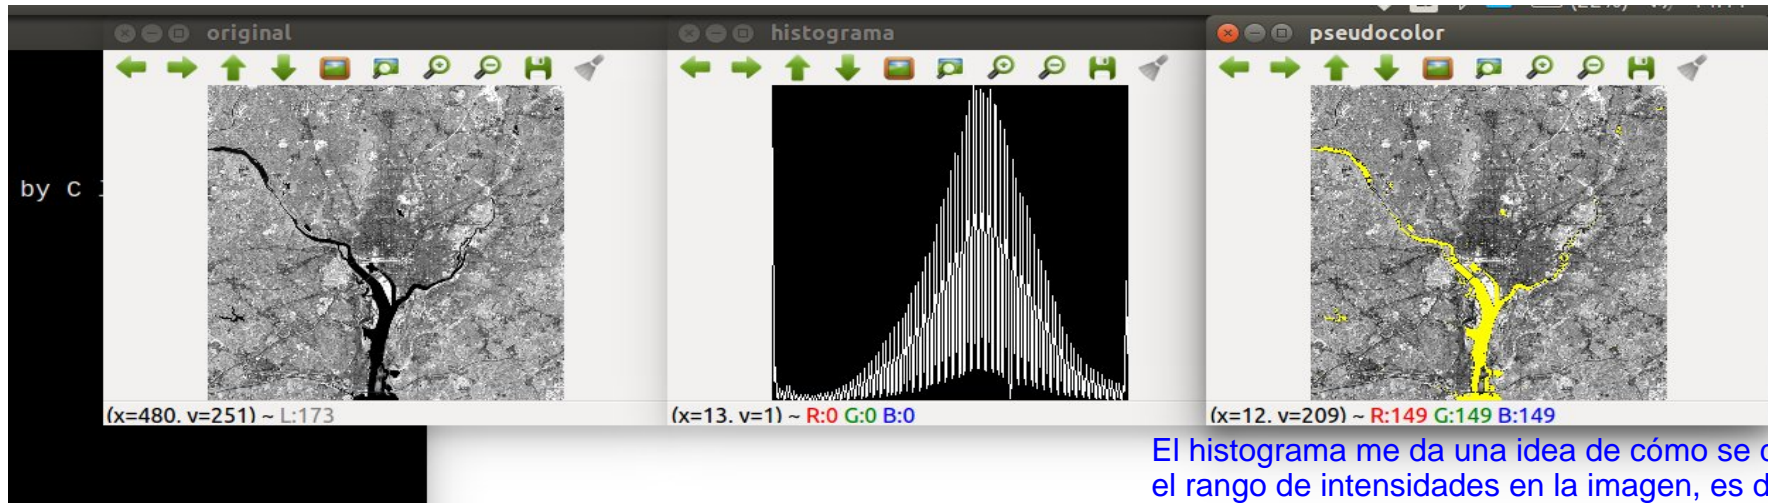 original
histograma
pseudocolor
by C
(x=480, y=251) ~ L:173
(x=13, y=1) ~ R:0 G:0 B:0
(x=12, y=209) ~ R:149 G:149 B:149
El histograma me da una idea de cómo se
el rango de intensidades en la imagen, es